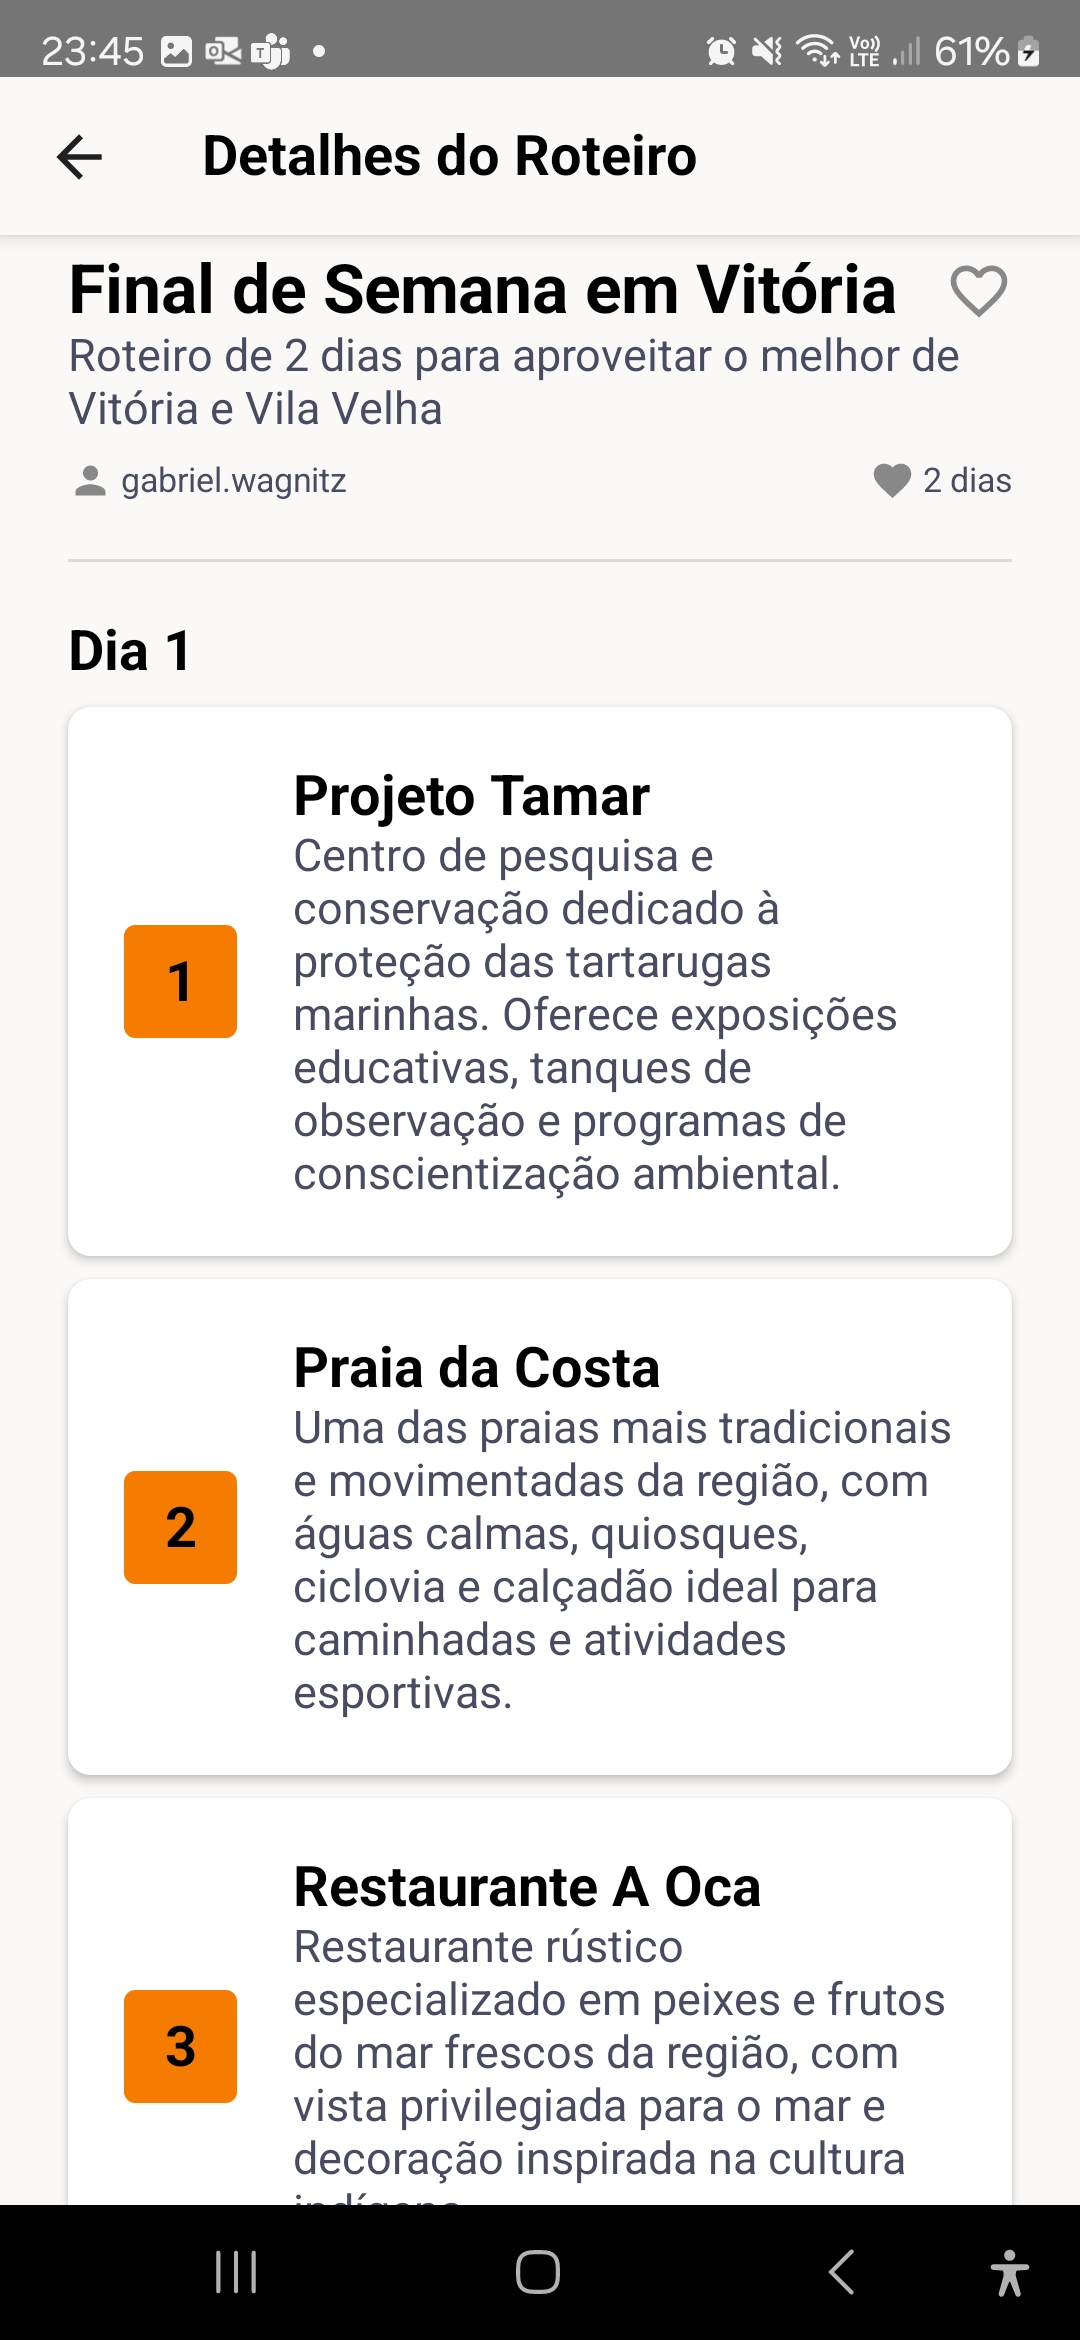 23:45
Vo))
LTE
61%
Detalhes do Roteiro
Final de Semana em Vitória
Roteiro de 2 dias para aproveitar o melhor de
Vitória e Vila Velha
gabriel.wagnitz
2 dias
Dia 1
Projeto Tamar
Centro de pesquisa e
conservação dedicado à
proteção das tartarugas
marinhas. Oferece exposições
educativas, tanques de
observação e programas de
conscientização ambiental.
1
Praia da Costa
Uma das praias mais tradicionais
e movimentadas da região, com
águas calmas, quiosques,
ciclovia e calçadão ideal para
caminhadas e atividades
esportivas.
2
Restaurante A Oca
Restaurante rústico
especializado em peixes e frutos
do mar frescos da região, com
vista privilegiada para o mar e
decoração inspirada na cultura
3